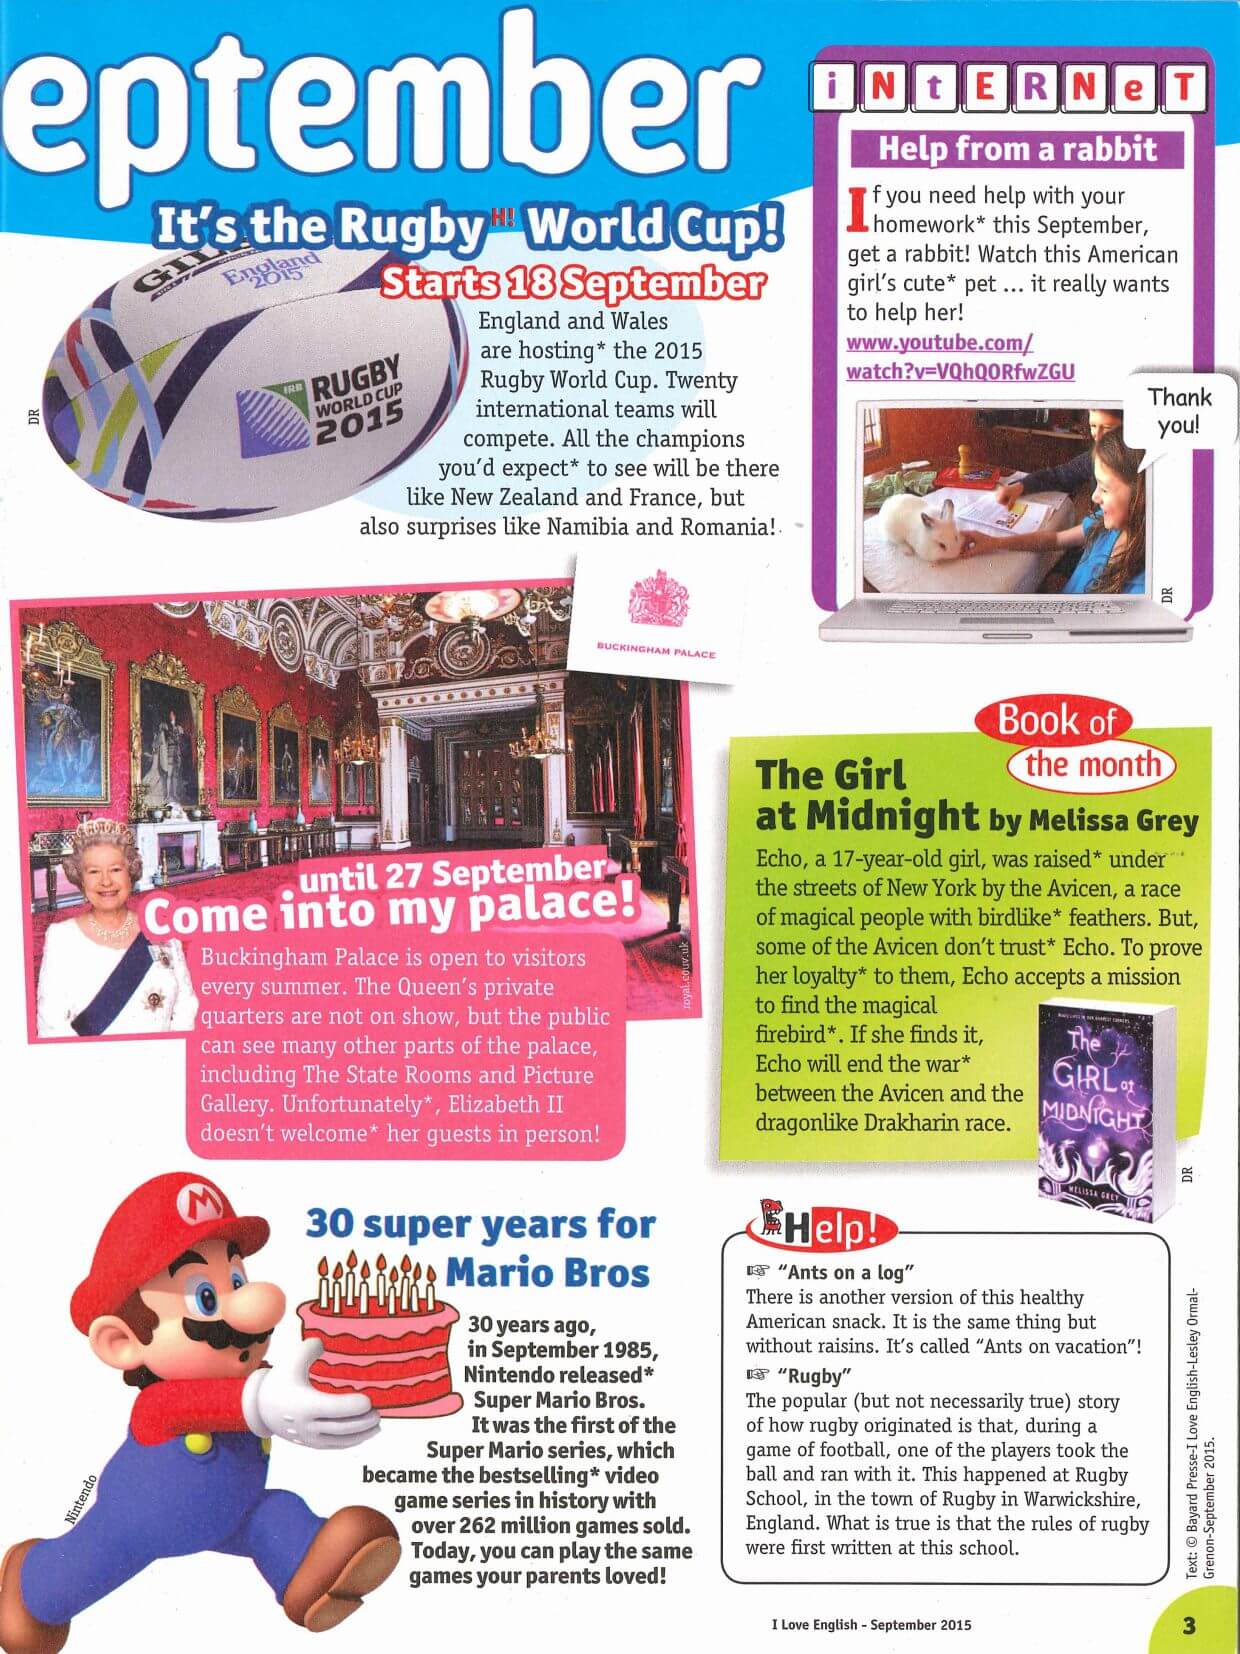 eptember
It's the Rugby H! World Cup!
Starts 18 September
England and Wales
are hosting* the 2015
Rugby World Cup. Twenty
international teams will
compete. All the champions
you'd expect* to see will be there
like New Zealand and France, but
also surprises like Namibia and Romania!
England
2015
IRB
RUGBY
WORLD CUP
2015
DR
iNtERNeT
Help from a rabbit
If you need help with your
homework* this September,
get a rabbit! Watch this American
girl's cute* pet ... it really wants
to help her!
www.youtube.com/
watch?v=VQhQORfwZGU
Thank
you!
DR
BUCKINGHAM PALACE
until 27 September
Come into my palace!
Buckingham Palace is open to visitors
every summer. The Queen's private
quarters are not on show, but the public
can see many other parts of the palace,
including The State Rooms and Picture
Gallery. Unfortunately*, Elizabeth II
doesn't welcome* her guests in person!
royal.gouv.uk
Book of
the month
The Girl
at Midnight by Melissa Grey
Echo, a 17-year-old girl, was raised* under
the streets of New York by the Avicen, a race
of magical people with birdlike* feathers. But,
some of the Avicen don't trust* Echo. To prove
her loyalty* to them, Echo accepts a mission
to find the magical
firebird*. If she finds it,
Echo will end the war*
between the Avicen and the
dragonlike Drakharin race.
The
GIRL at
MIDNIGHT
MELISSA GREY
DR
30 super years for
Mario Bros
30 years ago,
in September 1985,
Nintendo released*
Super Mario Bros.
It was the first of the
Super Mario series, which
became the bestselling* video
game series in history with
over 262 million games sold.
Today, you can play the same
games your parents loved!
M
Nintendo
Help!
☞ "Ants on a log"
There is another version of this healthy
American snack. It is the same thing but
without raisins. It's called "Ants on vacation"!
☞ "Rugby"
The popular (but not necessarily true) story
of how rugby originated is that, during a
game of football, one of the players took the
ball and ran with it. This happened at Rugby
School, in the town of Rugby in Warwickshire,
England. What is true is that the rules of rugby
were first written at this school.
Text: © Bayard Presse-I Love English-Lesley Ormal-
Grenon-September 2015.
I Love English - September 2015
3